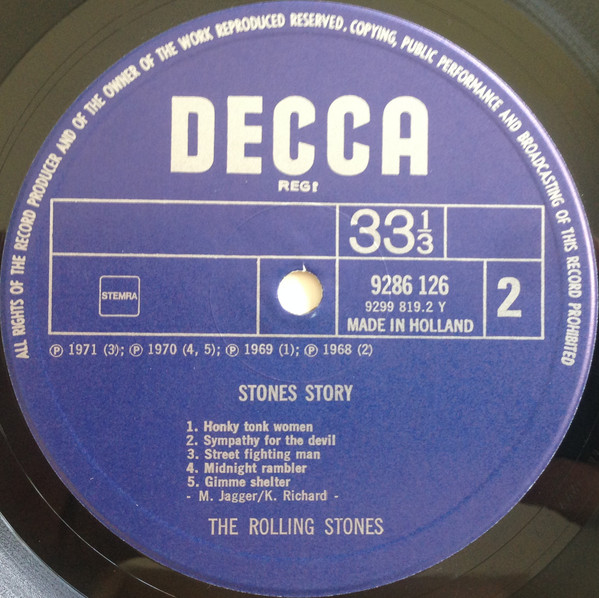 ALL RIGHTS OF THE RECORD PRODUCER AND OF THE OWNER OF THE WORK REPRODUCED RESERVED. COPYING, PUBLIC PERFORMANCE AND BROADCASTING OF THIS RECORD PROHIBITED
DECCA
REGD
33⅓
STEMRA
9286 126
9299 819.2 Y
MADE IN HOLLAND
2
℗ 1971 (3); ℗ 1970 (4, 5); ℗ 1969 (1); ℗ 1968 (2)
STONES STORY
1. Honky tonk women
2. Sympathy for the devil
3. Street fighting man
4. Midnight rambler
5. Gimme shelter
- M. Jagger/K. Richard -
THE ROLLING STONES